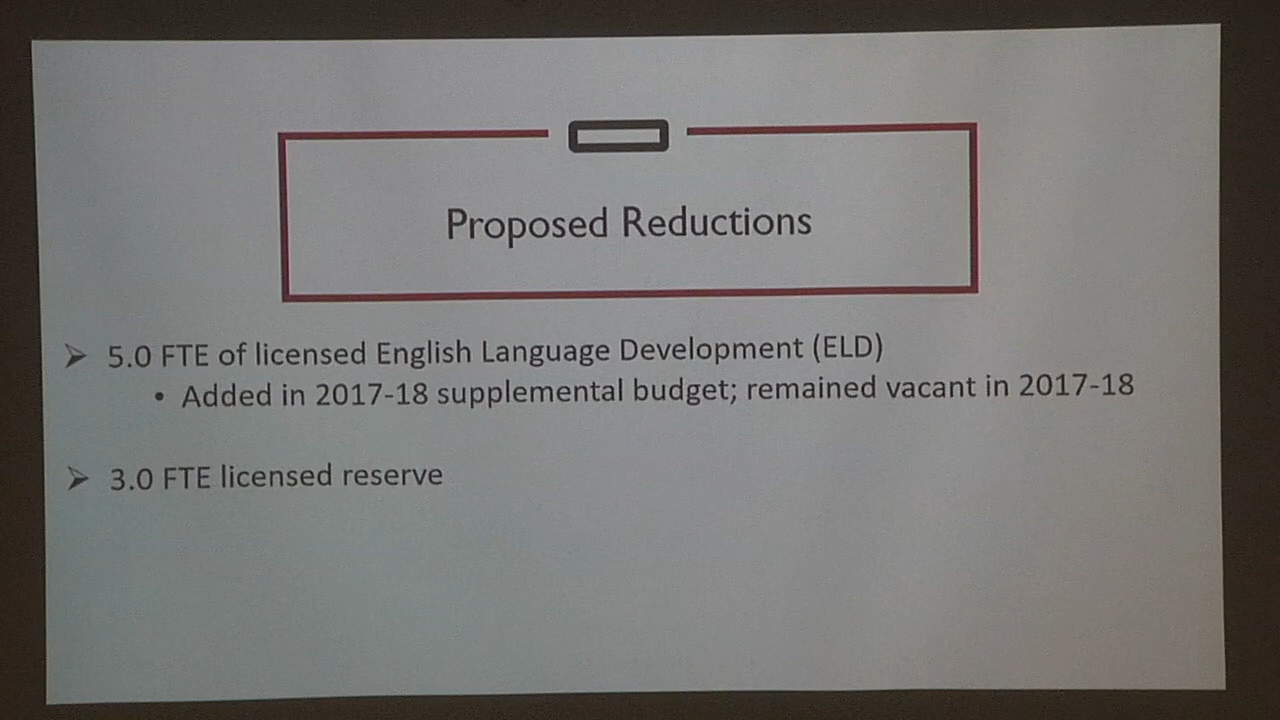 Proposed Reductions
➢ 5.0 FTE of licensed English Language Development (ELD)
• Added in 2017-18 supplemental budget; remained vacant in 2017-18
➢ 3.0 FTE licensed reserve